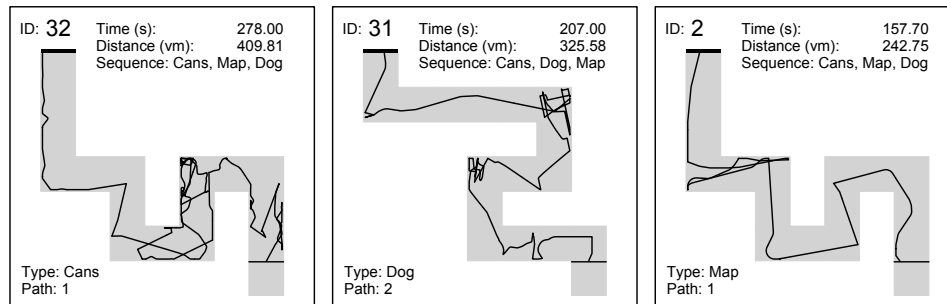 ID: 32 Time (s): 278.00
Distance (vm): 409.81
Sequence: Cans, Map, Dog
Type: Cans
Path: 1
ID: 31 Time (s): 207.00
Distance (vm): 325.58
Sequence: Cans, Dog, Map
Type: Dog
Path: 2
ID: 2 Time (s): 157.70
Distance (vm): 242.75
Sequence: Cans, Map, Dog
Type: Map
Path: 1